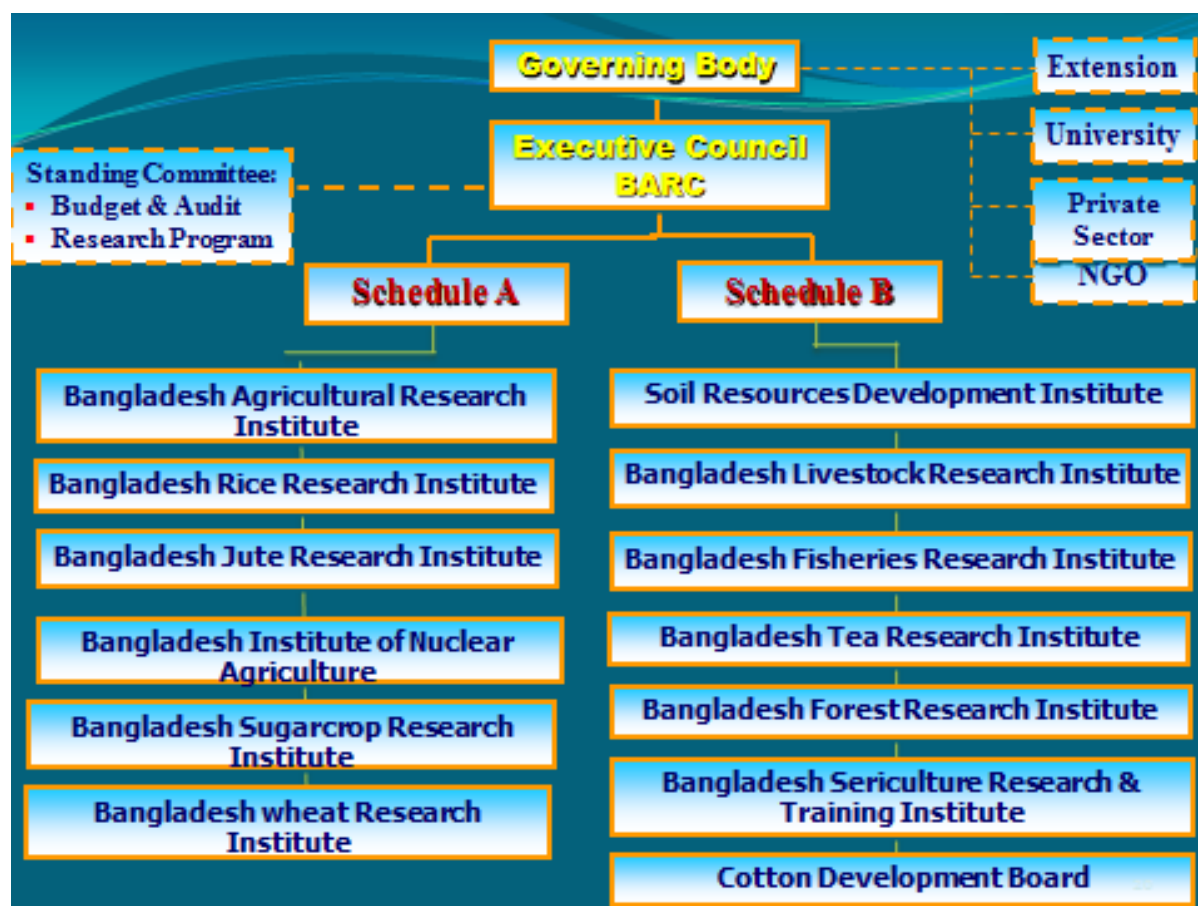 Governing Body
Extension
University
Executive Council
BARC
Standing Committee:
▪ Budget & Audit
▪ Research Program
Private
Sector
NGO
Schedule A
Schedule B
Bangladesh Agricultural Research
Institute
Bangladesh Rice Research Institute
Bangladesh Jute Research Institute
Bangladesh Institute of Nuclear
Agriculture
Bangladesh Sugarcrop Research
Institute
Bangladesh wheat Research
Institute
Soil Resources Development Institute
Bangladesh Livestock Research Institute
Bangladesh Fisheries Research Institute
Bangladesh Tea Research Institute
Bangladesh Forest Research Institute
Bangladesh Sericulture Research &
Training Institute
Cotton Development Board